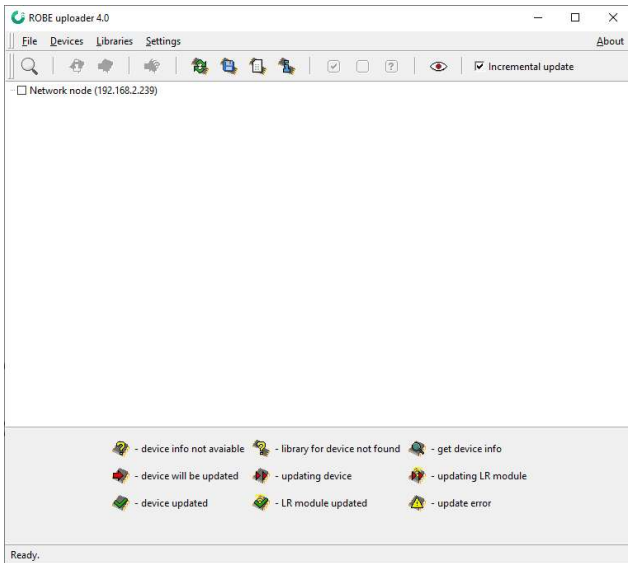 ROBE uploader 4.0
File Devices Libraries Settings About
Incremental update
Network node (192.168.2.239)
- device info not avaiable - library for device not found - get device info
- device will be updated - updating device - updating LR module
- device updated - LR module updated - update error
Ready.